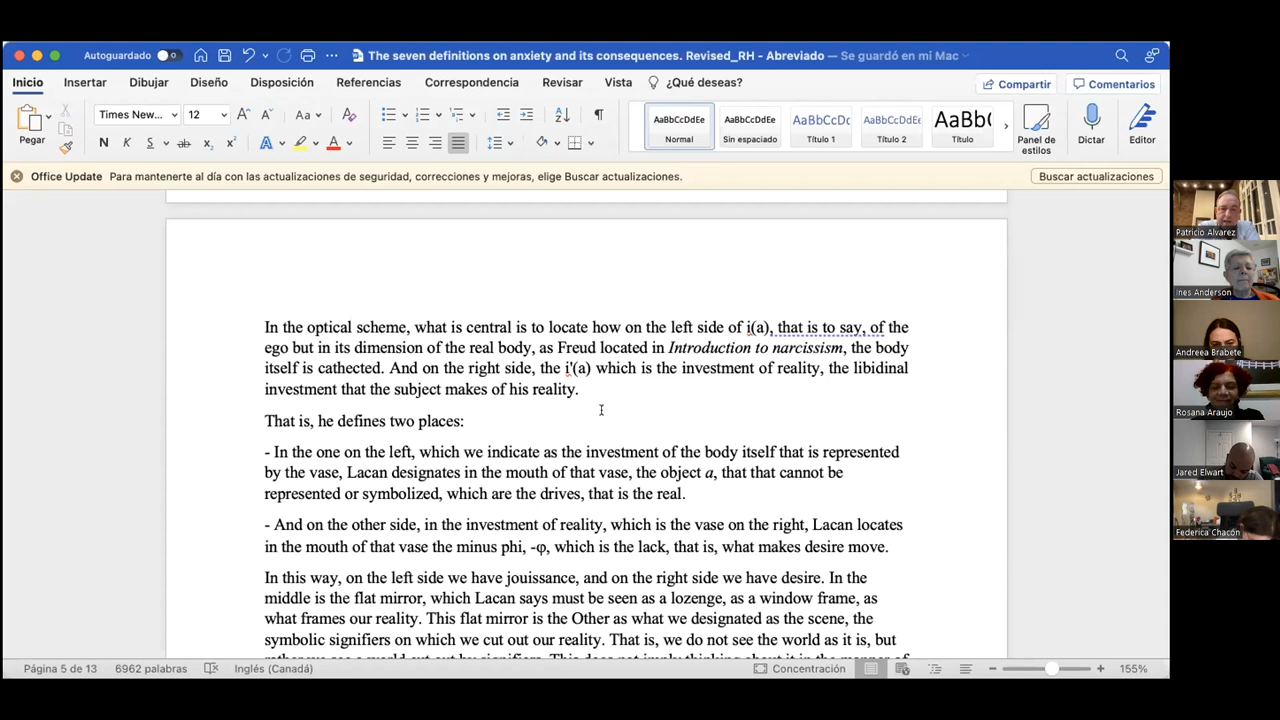 Autoguardado
The seven definitions on anxiety and its consequences. Revised_RH - Abreviado — Se guardó en mi Mac
Inicio Insertar Dibujar Diseño Disposición Referencias Correspondencia Revisar Vista ¿Qué deseas? Compartir Comentarios
Pegar Times New... 12 Normal Sin espaciado Título 1 Título 2 Título Panel de estilos Dictar Editor
Office Update Para mantenerte al día con las actualizaciones de seguridad, correcciones y mejoras, elige Buscar actualizaciones. Buscar actualizaciones
In the optical scheme, what is central is to locate how on the left side of i(a), that is to say, of the
ego but in its dimension of the real body, as Freud located in Introduction to narcissism, the body
itself is cathected. And on the right side, the i'(a) which is the investment of reality, the libidinal
investment that the subject makes of his reality.
That is, he defines two places:
- In the one on the left, which we indicate as the investment of the body itself that is represented
by the vase, Lacan designates in the mouth of that vase, the object a, that that cannot be
represented or symbolized, which are the drives, that is the real.
- And on the other side, in the investment of reality, which is the vase on the right, Lacan locates
in the mouth of that vase the minus phi, -φ, which is the lack, that is, what makes desire move.
In this way, on the left side we have jouissance, and on the right side we have desire. In the
middle is the flat mirror, which Lacan says must be seen as a lozenge, as a window frame, as
what frames our reality. This flat mirror is the Other as what we designated as the scene, the
symbolic signifiers on which we cut out our reality. That is, we do not see the world as it is, but
Página 5 de 13 6962 palabras Inglés (Canadá) Concentración 155%
Patricio Alvarez
Ines Anderson
Andreea Brabete
Rosana Araujo
Jared Elwart
Federica Chacón